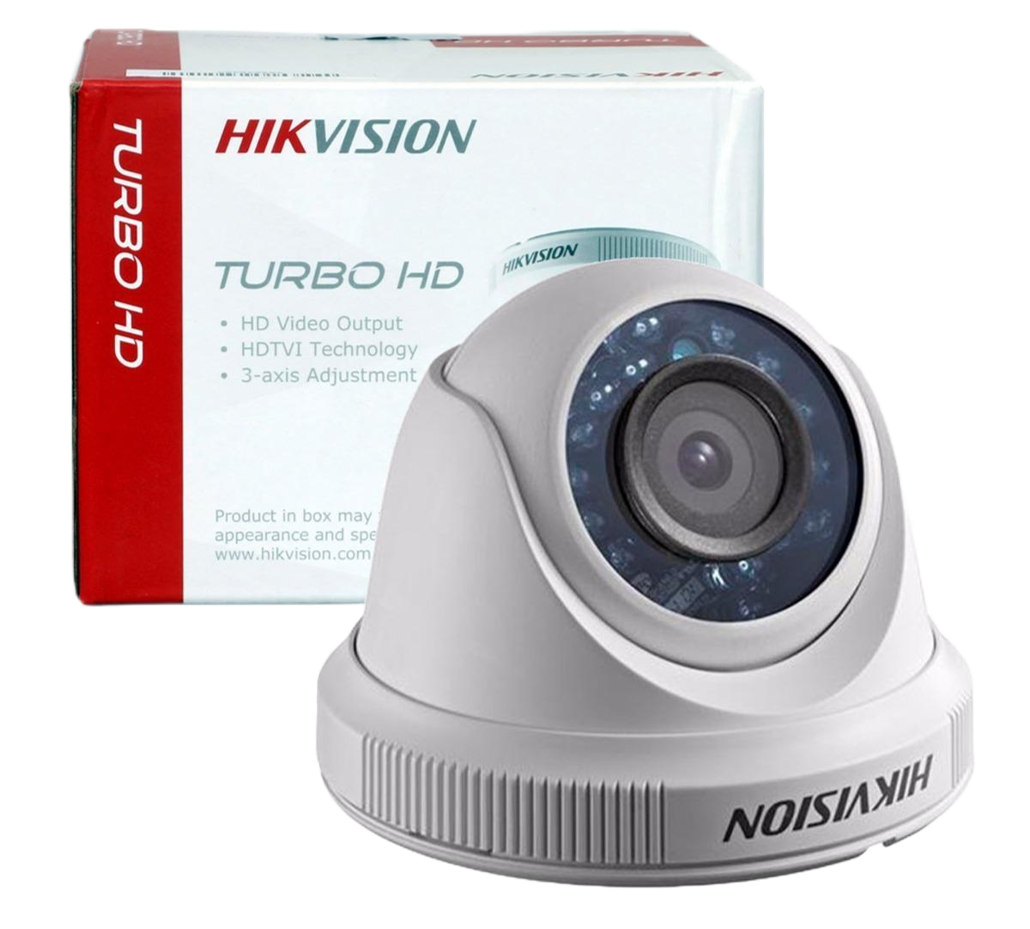 TURBO HD
HIKVISION
HIKVISION
TURBO HD
HIKVISION
HD Video Output
HDTVI Technology
3-axis Adjustment
Product in box may
appearance and
www.hikvision.com
HIKVISION